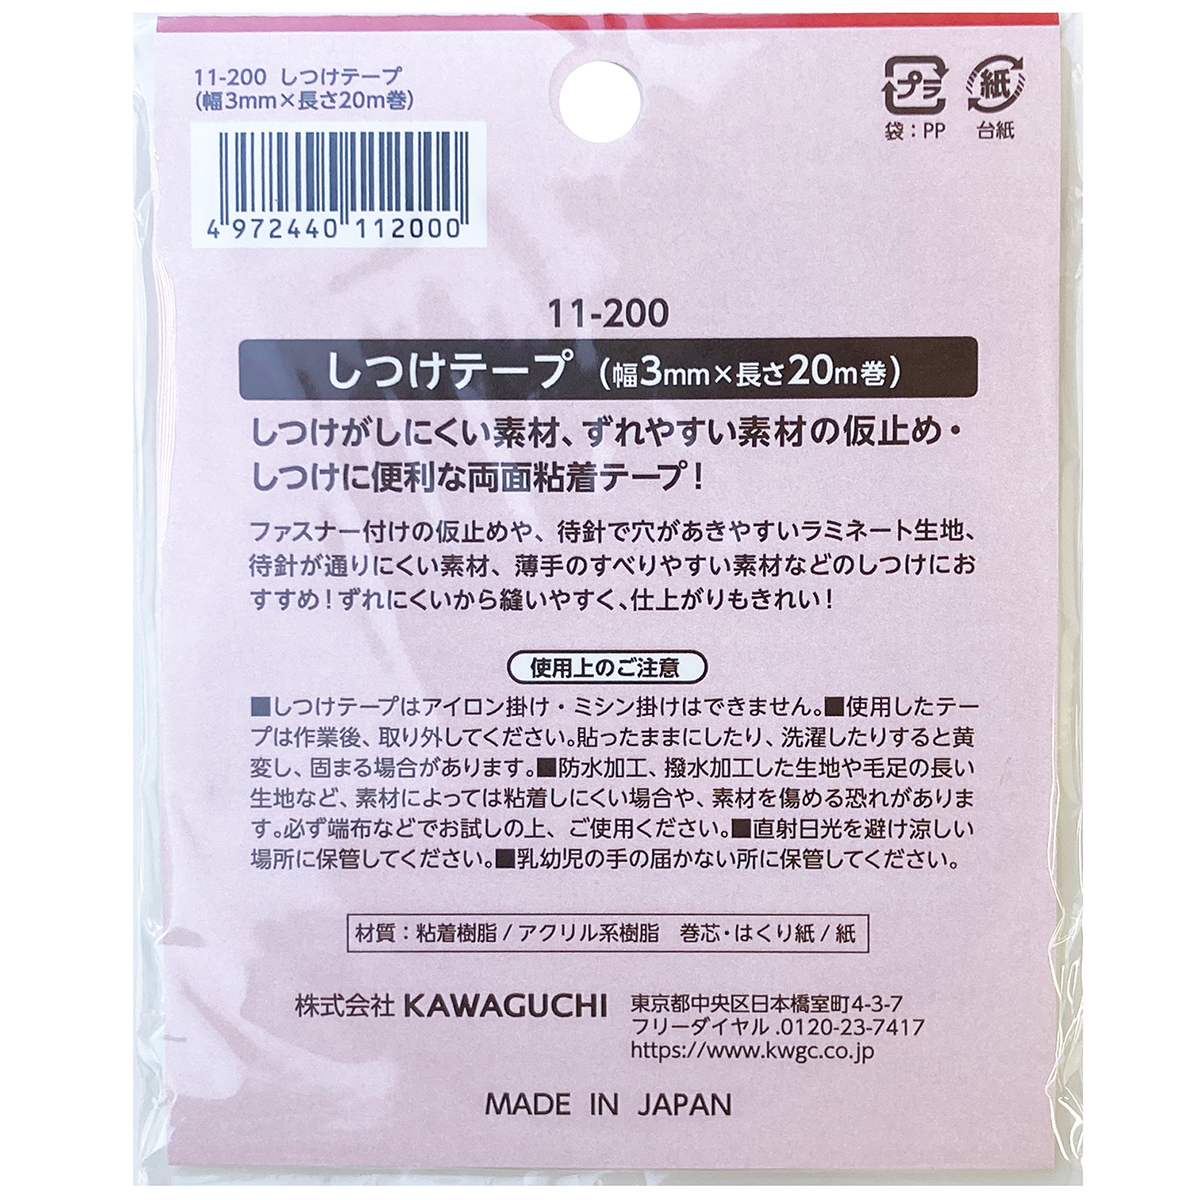 11-200 しつけテープ
(幅3mm×長さ20m巻)
4 972440 112000
プラ
袋：PP
紙
台紙
11-200
しつけテープ (幅3mm×長さ20m巻)
しつけがしにくい素材、ずれやすい素材の仮止め・
しつけに便利な両面粘着テープ！
ファスナー付けの仮止めや、待針で穴があきやすいラミネート生地、
待針が通りにくい素材、薄手のすべりやすい素材などのしつけにお
すすめ！ずれにくいから縫いやすく、仕上がりもきれい！
使用上のご注意
■しつけテープはアイロン掛け・ミシン掛けはできません。■使用したテー
プは作業後、取り外してください。貼ったままにしたり、洗濯したりすると黄
変し、固まる場合があります。■防水加工、撥水加工した生地や毛足の長い
生地など、素材によっては粘着しにくい場合や、素材を傷める恐れがありま
す。必ず端布などでお試しの上、ご使用ください。■直射日光を避け涼しい
場所に保管してください。■乳幼児の手の届かない所に保管してください。
材質：粘着樹脂/アクリル系樹脂 巻芯・はくり紙/紙
株式会社 KAWAGUCHI
東京都中央区日本橋室町4-3-7
フリーダイヤル.0120-23-7417
https://www.kwgc.co.jp
MADE IN JAPAN